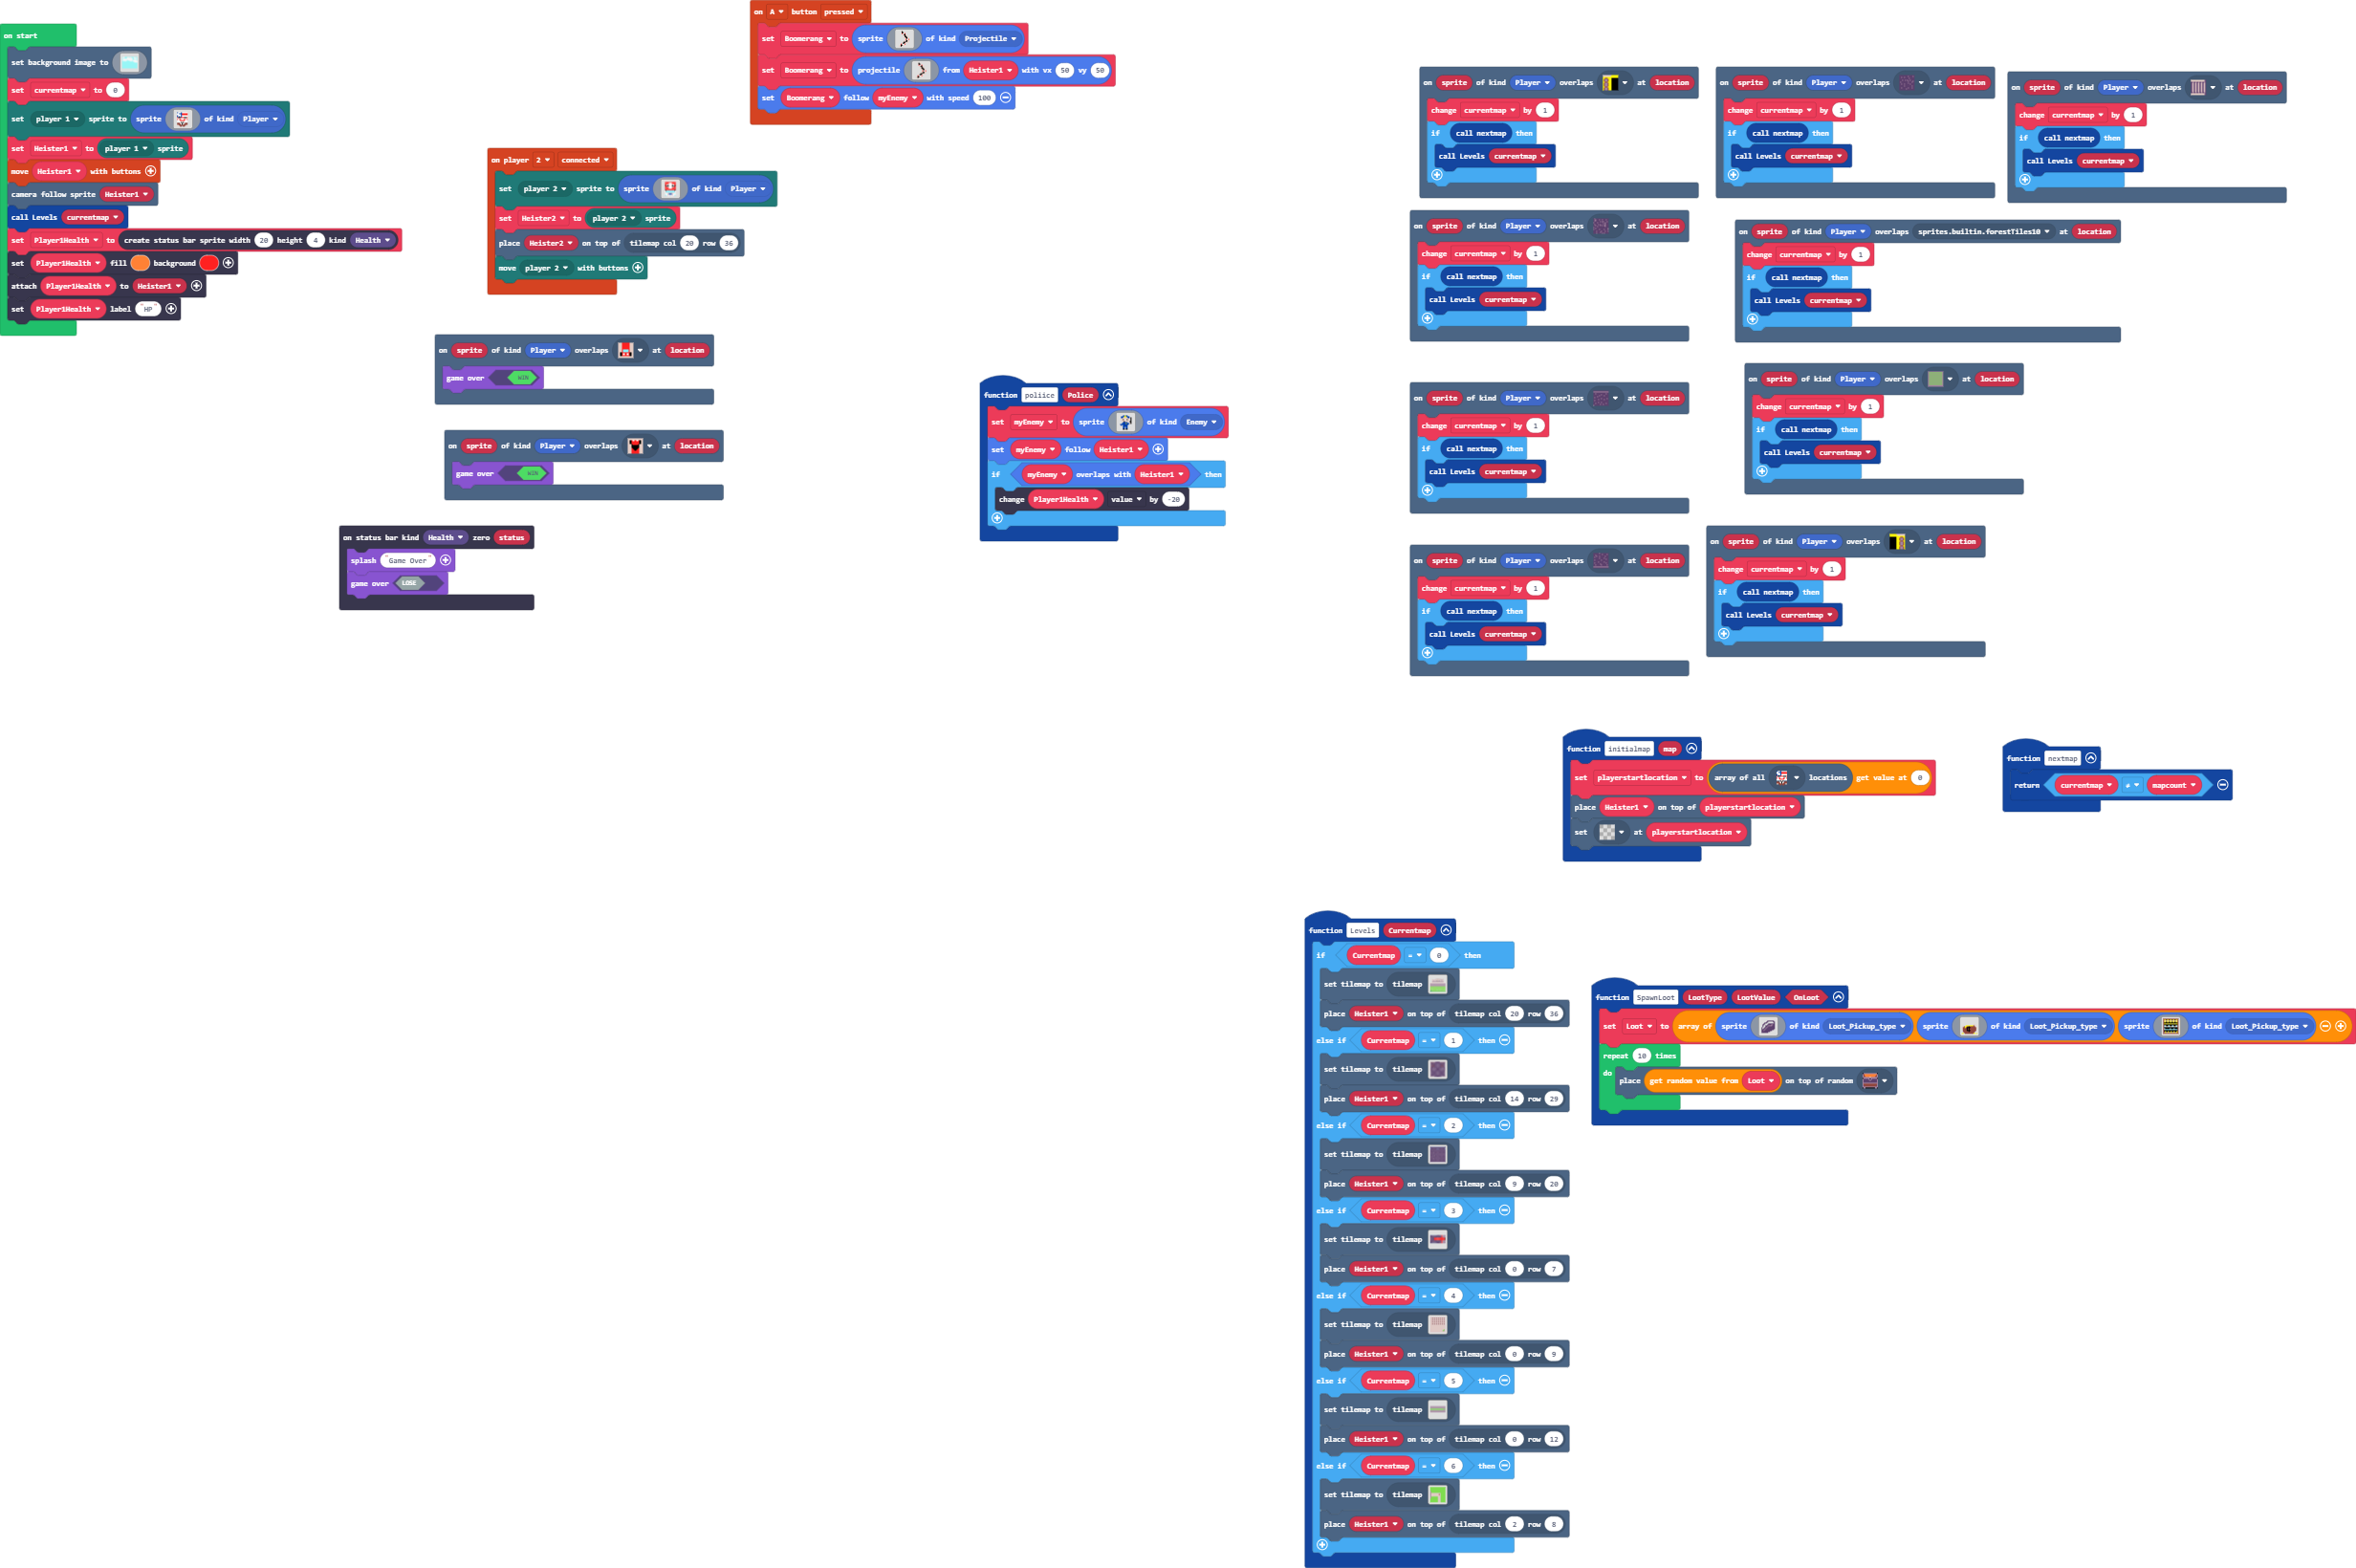 on start
set background image to
set currentmap to 0
set player 1 sprite to sprite of kind Player
set Heister1 to player 1 sprite
move Heister1 with buttons
camera follow sprite Heister1
call Levels currentmap
set Player1Health to create status bar sprite width 20 height 4 kind Health
set Player1Health fill background
attach Player1Health to Heister1
set Player1Health label "HP"
on A button pressed
set Boomerang to sprite of kind Projectile
set Boomerang to projectile from Heister1 with vx 50 vy 50
set Boomerang follow myEnemy with speed 100
on player 2 connected
set player 2 sprite to sprite of kind Player
set Heister2 to player 2 sprite
place Heister2 on top of tilemap col 20 row 36
move player 2 with buttons
on sprite of kind Player overlaps at location
game over WIN
on sprite of kind Player overlaps at location
game over WIN
on status bar kind Health zero status
splash "Game Over"
game over LOSE
function poliice Police
set myEnemy to sprite of kind Enemy
set myEnemy follow Heister1
if myEnemy overlaps with Heister1 then
change Player1Health value by -20
on sprite of kind Player overlaps at location
change currentmap by 1
if call nextmap then
call Levels currentmap
on sprite of kind Player overlaps at location
change currentmap by 1
if call nextmap then
call Levels currentmap
on sprite of kind Player overlaps at location
change currentmap by 1
if call nextmap then
call Levels currentmap
on sprite of kind Player overlaps at location
change currentmap by 1
if call nextmap then
call Levels currentmap
on sprite of kind Player overlaps sprites.builtin.forestTiles10 at location
change currentmap by 1
if call nextmap then
call Levels currentmap
on sprite of kind Player overlaps at location
change currentmap by 1
if call nextmap then
call Levels currentmap
on sprite of kind Player overlaps at location
change currentmap by 1
if call nextmap then
call Levels currentmap
on sprite of kind Player overlaps at location
change currentmap by 1
if call nextmap then
call Levels currentmap
on sprite of kind Player overlaps at location
change currentmap by 1
if call nextmap then
call Levels currentmap
function initialmap map
set playerstartlocation to array of all locations get value at 0
place Heister1 on top of playerstartlocation
set at playerstartlocation
function nextmap
return currentmap ≠ mapcount
function Levels Currentmap
if Currentmap = 0 then
set tilemap to tilemap
place Heister1 on top of tilemap col 20 row 36
else if Currentmap = 1 then
set tilemap to tilemap
place Heister1 on top of tilemap col 14 row 29
else if Currentmap = 2 then
set tilemap to tilemap
place Heister1 on top of tilemap col 9 row 20
else if Currentmap = 3 then
set tilemap to tilemap
place Heister1 on top of tilemap col 0 row 7
else if Currentmap = 4 then
set tilemap to tilemap
place Heister1 on top of tilemap col 0 row 9
else if Currentmap = 5 then
set tilemap to tilemap
place Heister1 on top of tilemap col 0 row 12
else if Currentmap = 6 then
set tilemap to tilemap
place Heister1 on top of tilemap col 2 row 8
function SpawnLoot LootType LootValue OnLoot
set Loot to array of sprite of kind Loot_Pickup_type sprite of kind Loot_Pickup_type sprite of kind Loot_Pickup_type
repeat 10 times
do place get random value from Loot on top of random